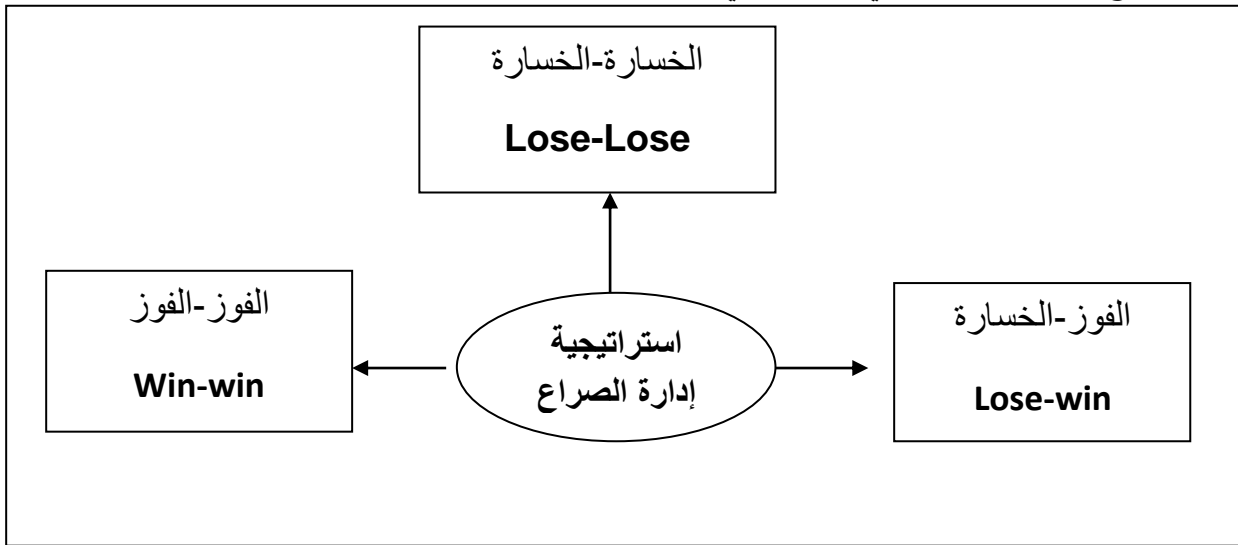 الخسارة-الخسارة
Lose-Lose
الفوز-الخسارة
Lose-win
استراتيجية
إدارة الصراع
الفوز-الفوز
Win-win